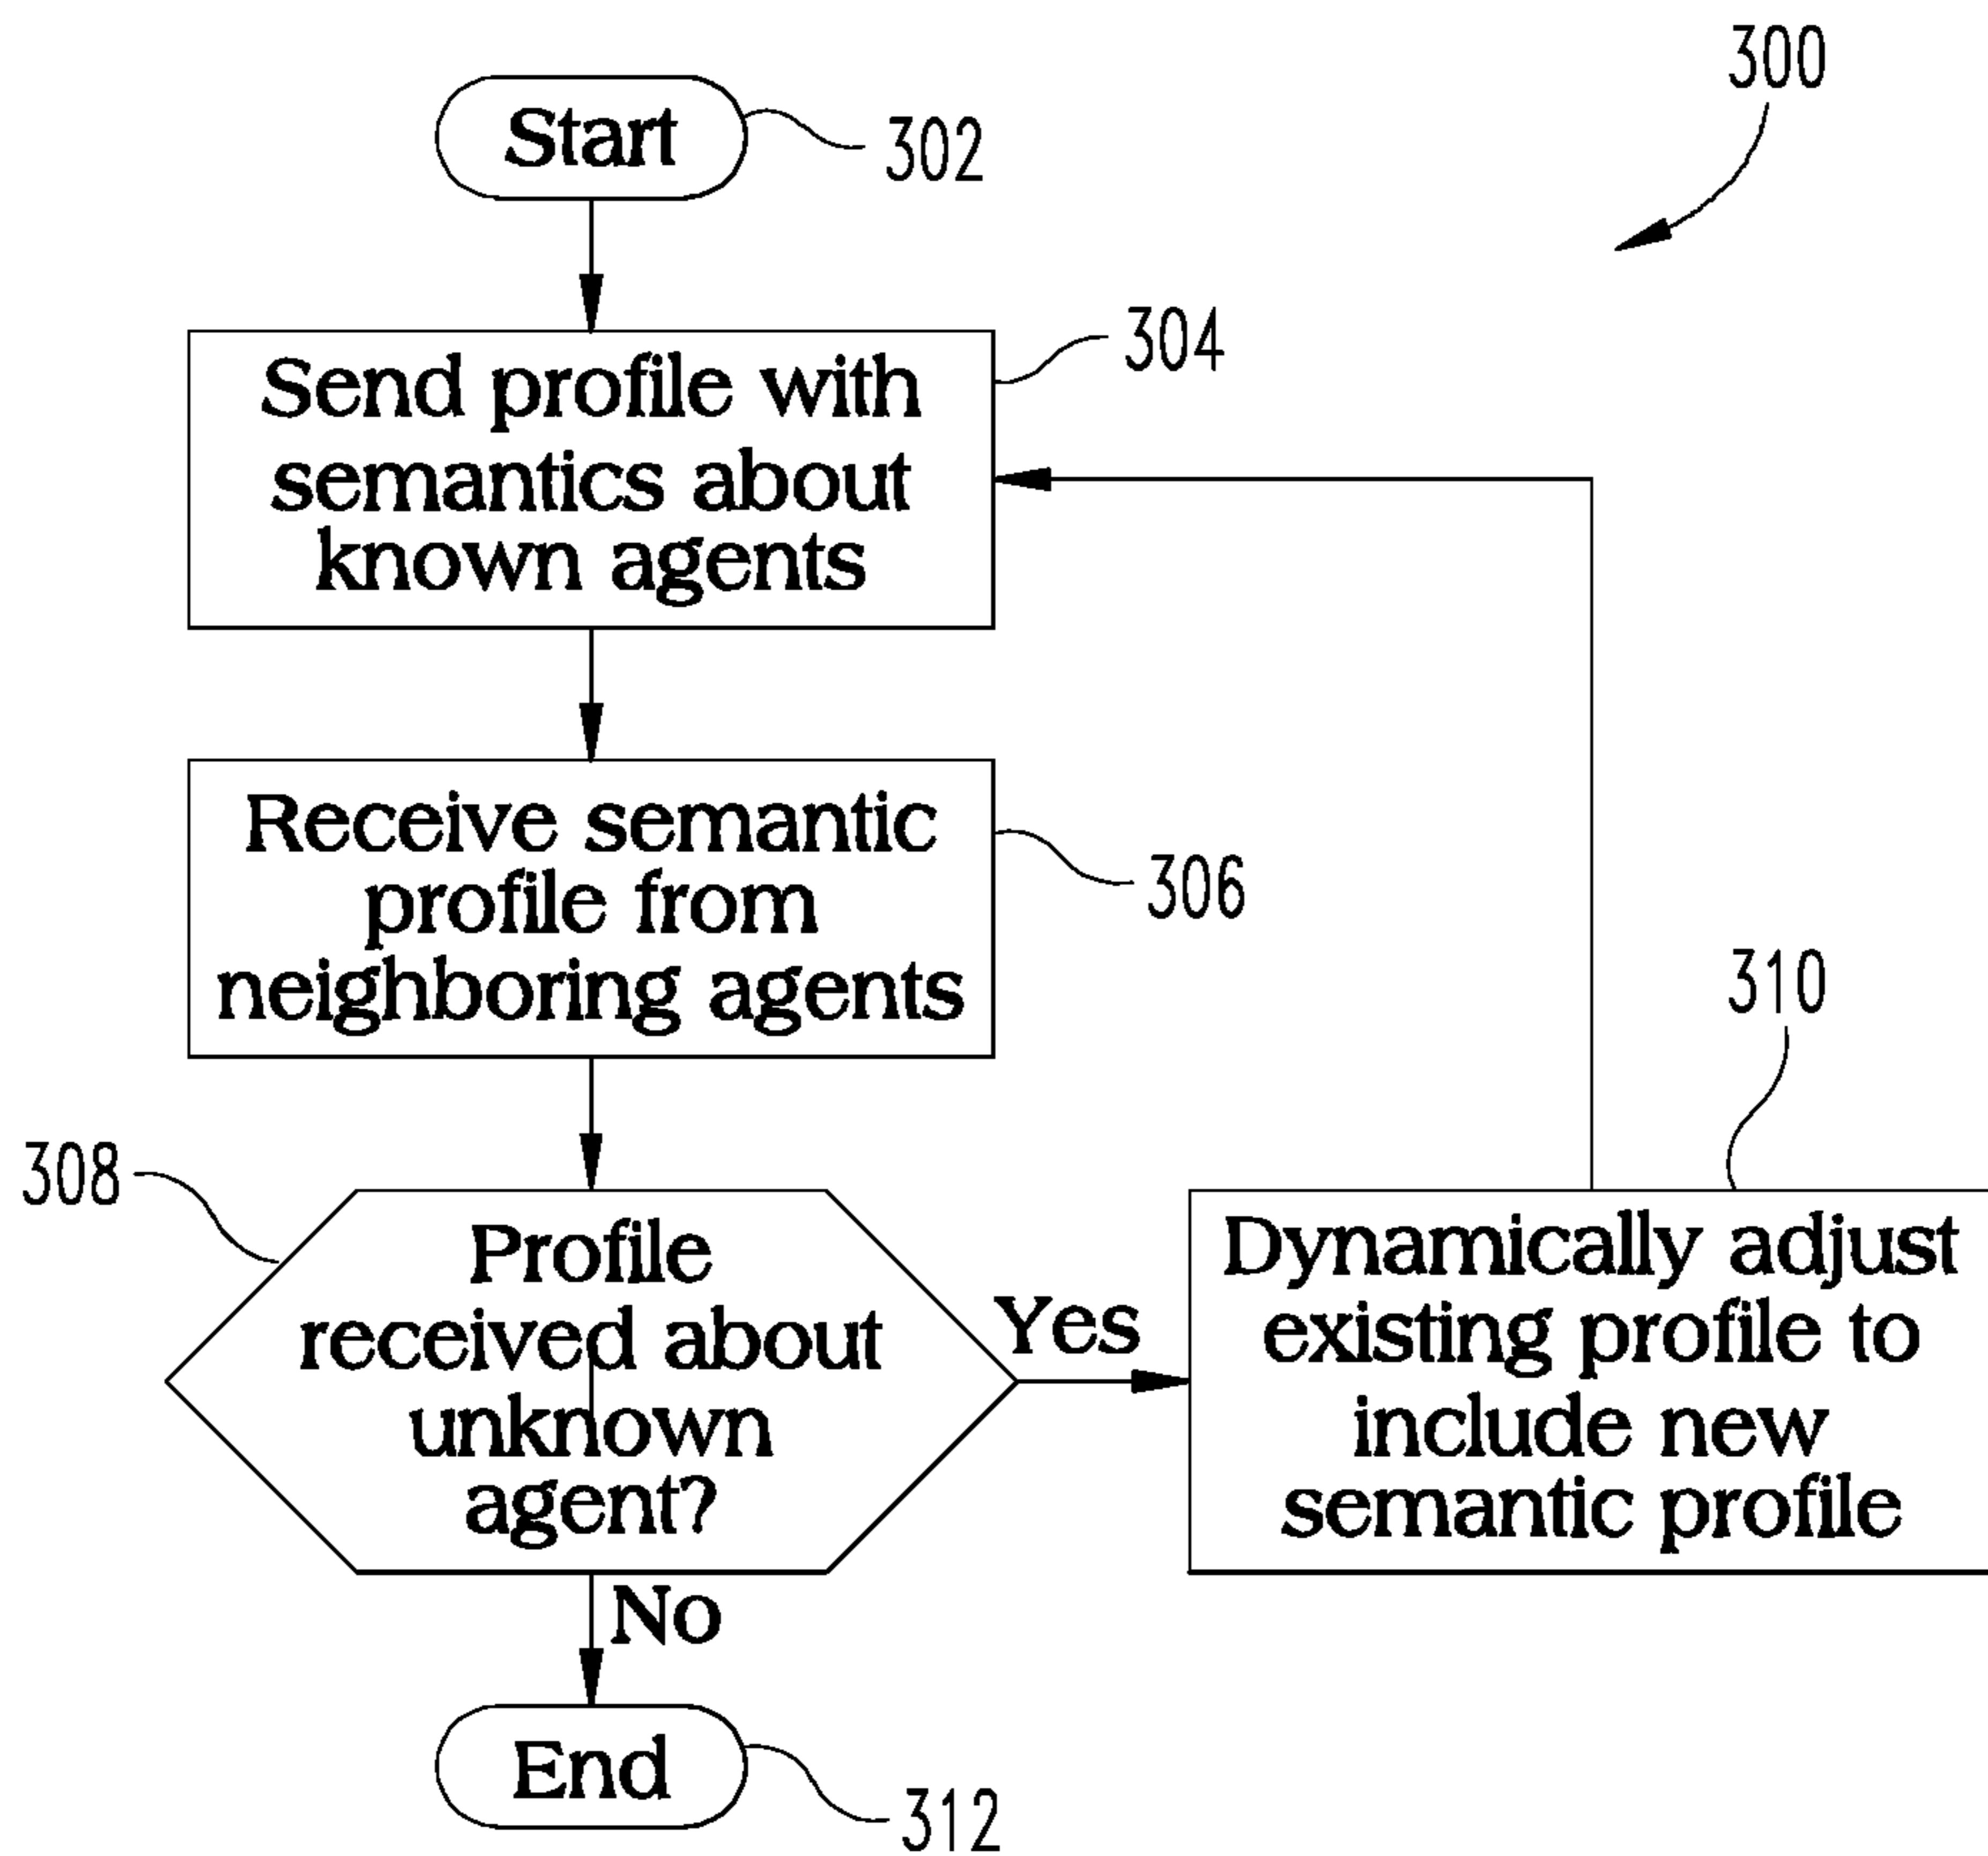 300
Start
302
Send profile with
semantics about
known agents
304
Receive semantic
profile from
neighboring agents
306
308
Profile
received about
unknown
agent?
Yes
310
Dynamically adjust
existing profile to
include new
semantic profile
No
End
312